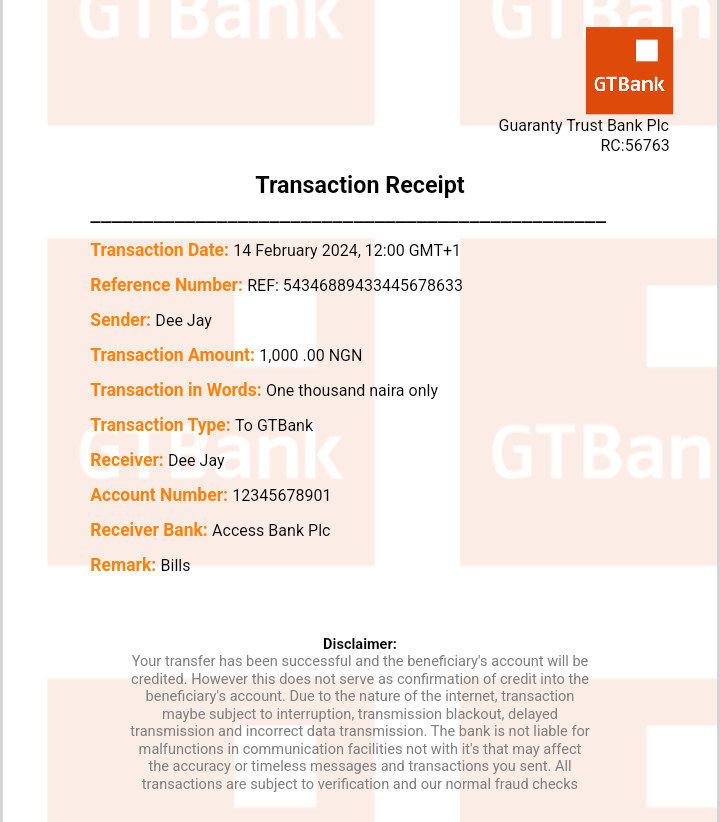 GTBank
GTBan
GTBank
Guaranty Trust Bank Plc
RC:56763
Transaction Receipt
Transaction Date: 14 February 2024, 12:00 GMT+1
Reference Number: REF: 54346889433445678633
Sender: Dee Jay
Transaction Amount: 1,000 .00 NGN
Transaction in Words: One thousand naira only
Transaction Type: To GTBank
GTBank
GTBan
Receiver: Dee Jay
Account Number: 12345678901
Receiver Bank: Access Bank Plc
Remark: Bills
Disclaimer:
Your transfer has been successful and the beneficiary's account will be
credited. However this does not serve as confirmation of credit into the
beneficiary's account. Due to the nature of the internet, transaction
maybe subject to interruption, transmission blackout, delayed
transmission and incorrect data transmission. The bank is not liable for
malfunctions in communication facilities not with it's that may affect
the accuracy or timeless messages and transactions you sent. All
transactions are subject to verification and our normal fraud checks